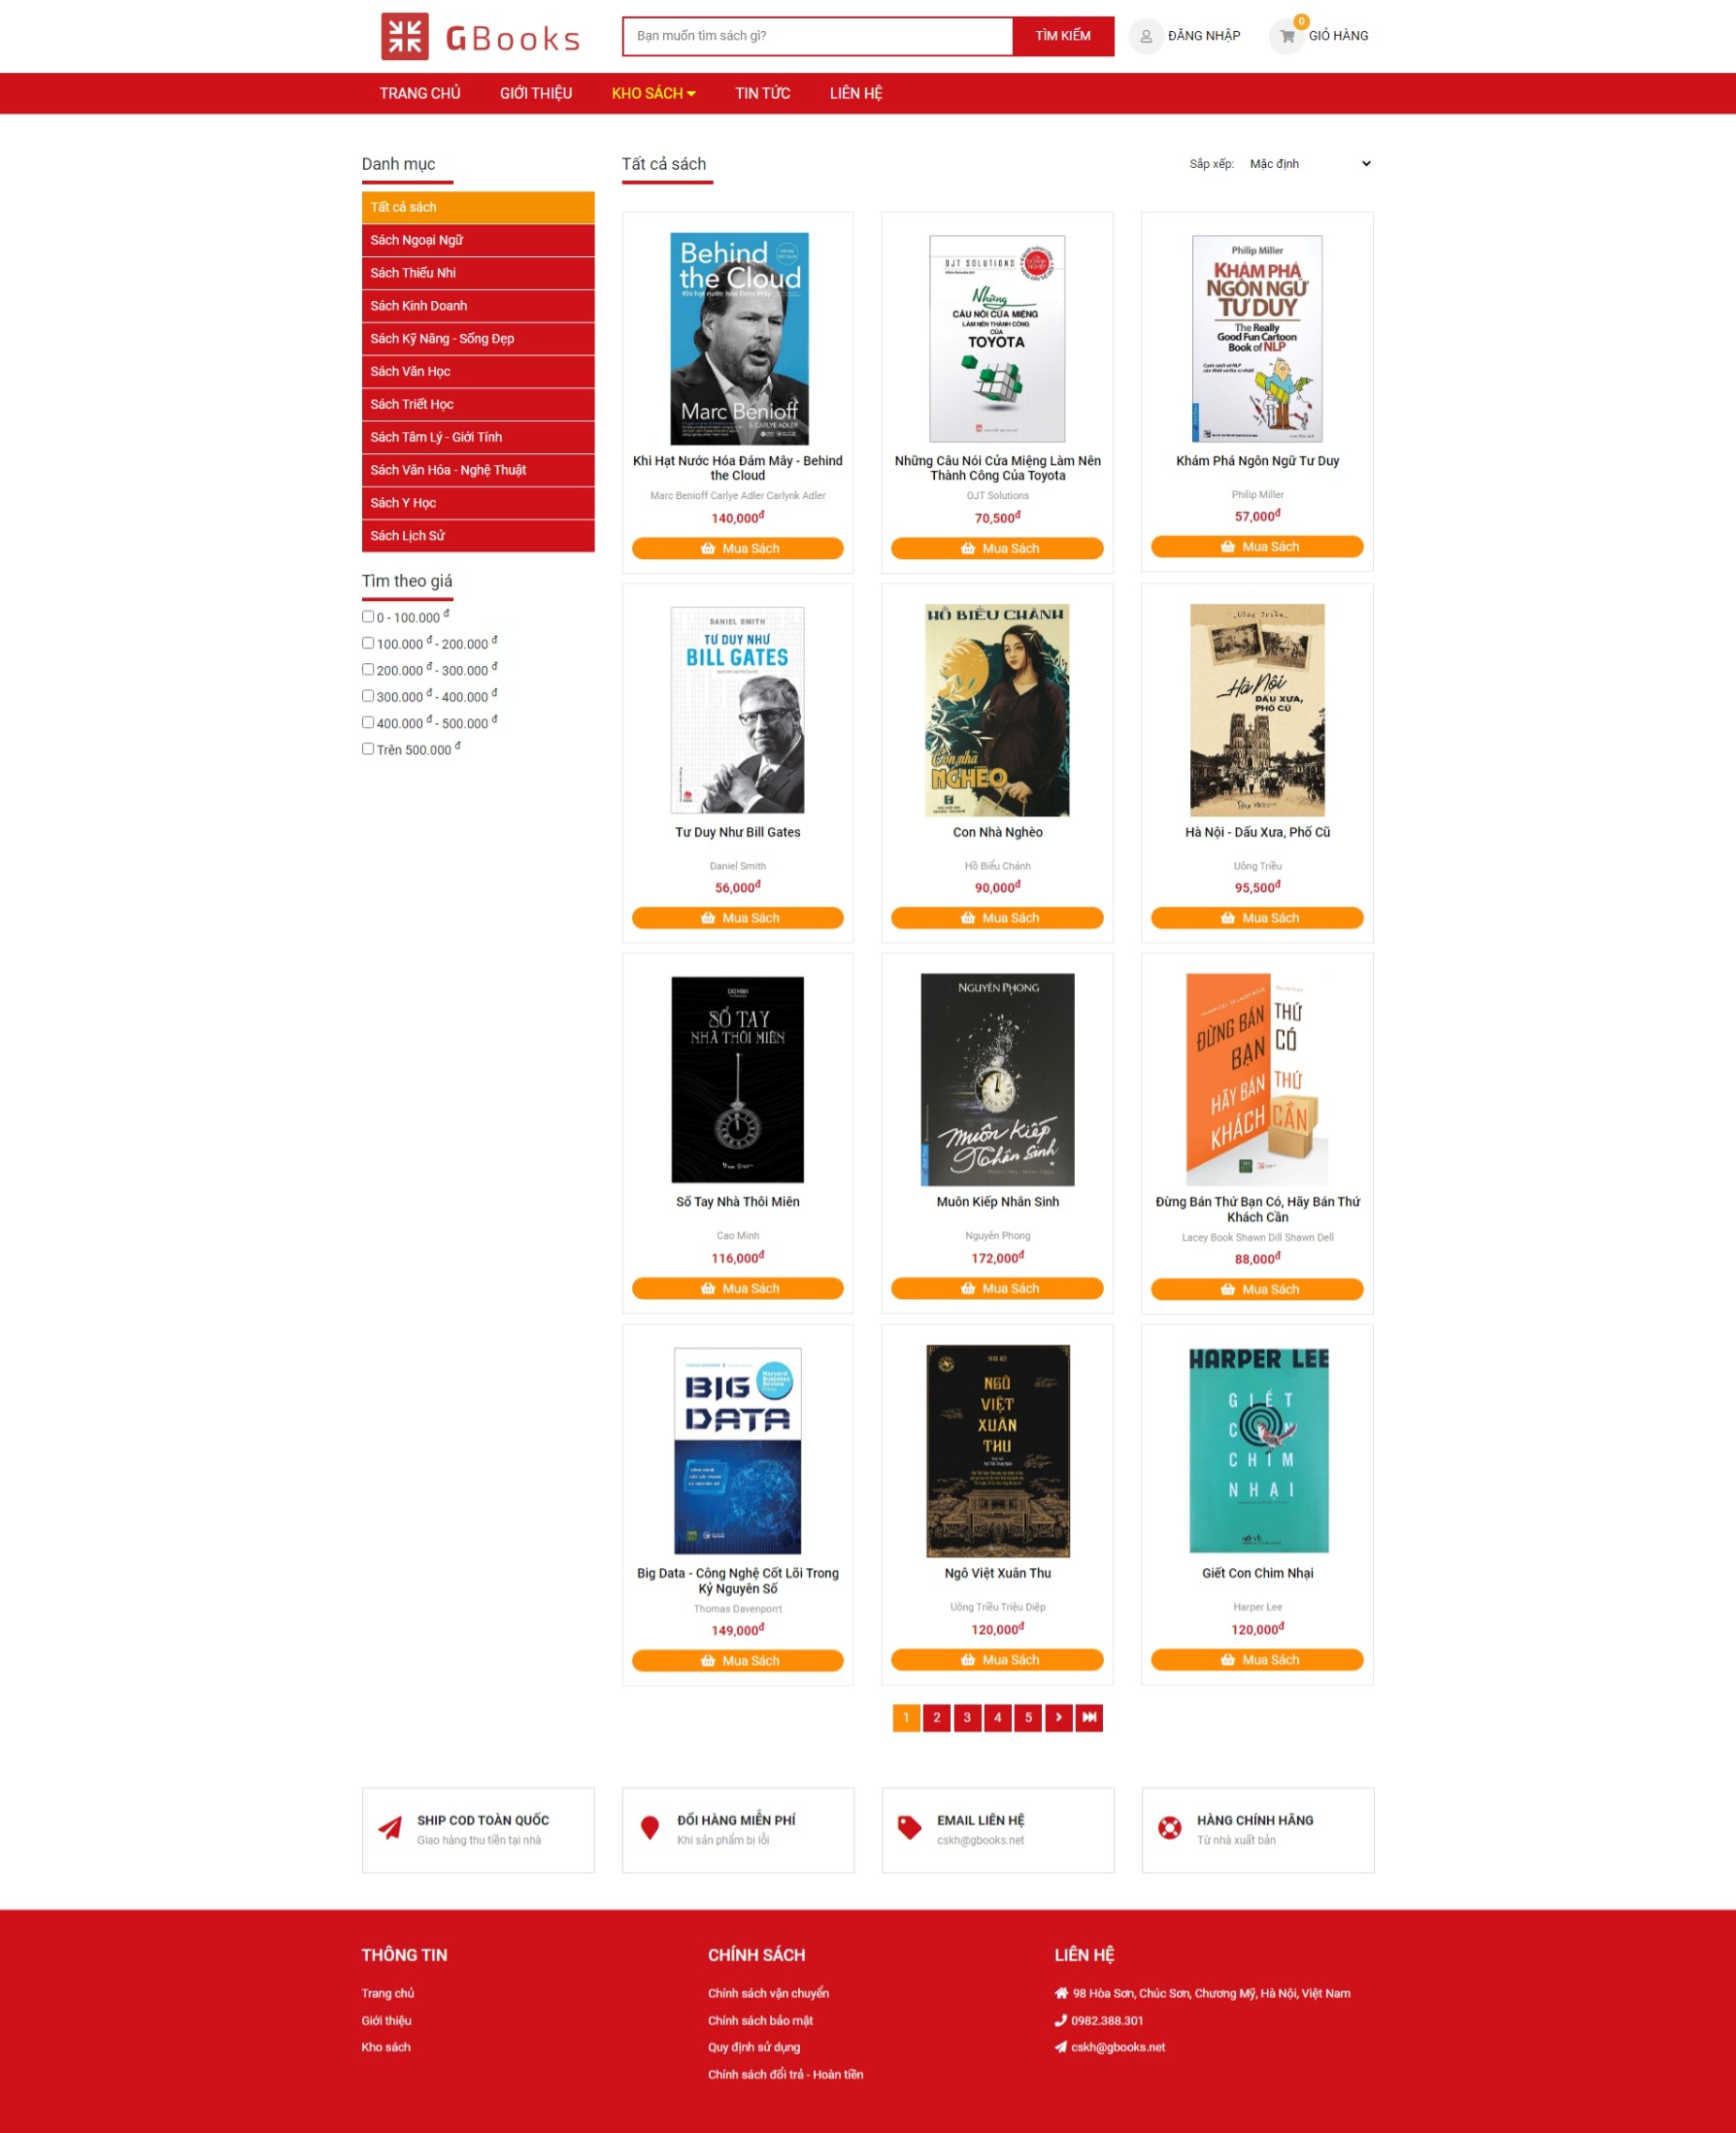 GBooks
Bạn muốn tìm sách gì?
TÌM KIẾM
ĐĂNG NHẬP
0
GIỎ HÀNG
TRANG CHỦ GIỚI THIỆU KHO SÁCH TIN TỨC LIÊN HỆ
Danh mục
Tất cả sách
Sách Ngoại Ngữ
Sách Thiếu Nhi
Sách Kinh Doanh
Sách Kỹ Năng - Sống Đẹp
Sách Văn Học
Sách Triết Học
Sách Tâm Lý - Giới Tính
Sách Văn Hóa - Nghệ Thuật
Sách Y Học
Sách Lịch Sử
Tìm theo giá
0 - 100.000 đ
100.000 đ - 200.000 đ
200.000 đ - 300.000 đ
300.000 đ - 400.000 đ
400.000 đ - 500.000 đ
Trên 500.000 đ
Tất cả sách
Sắp xếp: Mặc định
Behind
the Cloud
Khi hạt nước hóa Đám Mây
Marc Benioff
& CARLYE ADLER
Khi Hạt Nước Hóa Đám Mây - Behind
the Cloud
Marc Benioff Carlye Adler Carlynk Adler
140,000đ
Mua Sách
OJT SOLUTIONS
Những
CÂU NÓI CỬA MIỆNG
LÀM NÊN THÀNH CÔNG
CỦA
TOYOTA
Những Câu Nói Cửa Miệng Làm Nên
Thành Công Của Toyota
OJT Solutions
70,500đ
Mua Sách
Philip Miller
KHÁM PHÁ
NGÔN NGỮ
TƯ DUY
The Really
Good Fun Cartoon
Book of NLP
Khám Phá Ngôn Ngữ Tư Duy
Philip Miller
57,000đ
Mua Sách
DANIEL SMITH
TƯ DUY NHƯ
BILL GATES
Tư Duy Như Bill Gates
Daniel Smith
56,000đ
Mua Sách
HỒ BIỂU CHÁNH
Con nhà
NGHÈO
Con Nhà Nghèo
Hồ Biểu Chánh
90,000đ
Mua Sách
Uông Triều
Hà Nội
DẤU XƯA,
PHỐ CŨ
Hà Nội - Dấu Xưa, Phố Cũ
Uông Triều
95,500đ
Mua Sách
CAO MINH
SỔ TAY
NHÀ THÔI MIÊN
Sổ Tay Nhà Thôi Miên
Cao Minh
116,000đ
Mua Sách
NGUYÊN PHONG
Muôn Kiếp
Nhân Sinh
Muôn Kiếp Nhân Sinh
Nguyên Phong
172,000đ
Mua Sách
ĐỪNG BÁN THỨ
BẠN CÓ
HÃY BÁN THỨ
KHÁCH CẦN
Đừng Bán Thứ Bạn Có, Hãy Bán Thứ
Khách Cần
Lacey Book Shawn Dill Shawn Dell
88,000đ
Mua Sách
Harvard
Business
Review
Press
BIG
DATA
Big Data - Công Nghệ Cốt Lõi Trong
Kỷ Nguyên Số
Thomas Davenporrt
149,000đ
Mua Sách
NGÔ
VIỆT
XUÂN
THU
Ngô Việt Xuân Thu
Uông Triều Triệu Diệp
120,000đ
Mua Sách
HARPER LEE
GIẾT
CON
CHIM
NHẠI
Giết Con Chim Nhại
Harper Lee
120,000đ
Mua Sách
1 2 3 4 5
SHIP COD TOÀN QUỐC
Giao hàng thu tiền tại nhà
ĐỔI HÀNG MIỄN PHÍ
Khi sản phẩm bị lỗi
EMAIL LIÊN HỆ
cskh@gbooks.net
HÀNG CHÍNH HÃNG
Từ nhà xuất bản
THÔNG TIN
Trang chủ
Giới thiệu
Kho sách
CHÍNH SÁCH
Chính sách vận chuyển
Chính sách bảo mật
Quy định sử dụng
Chính sách đổi trả - Hoàn tiền
LIÊN HỆ
98 Hòa Sơn, Chúc Sơn, Chương Mỹ, Hà Nội, Việt Nam
0982.388.301
cskh@gbooks.net